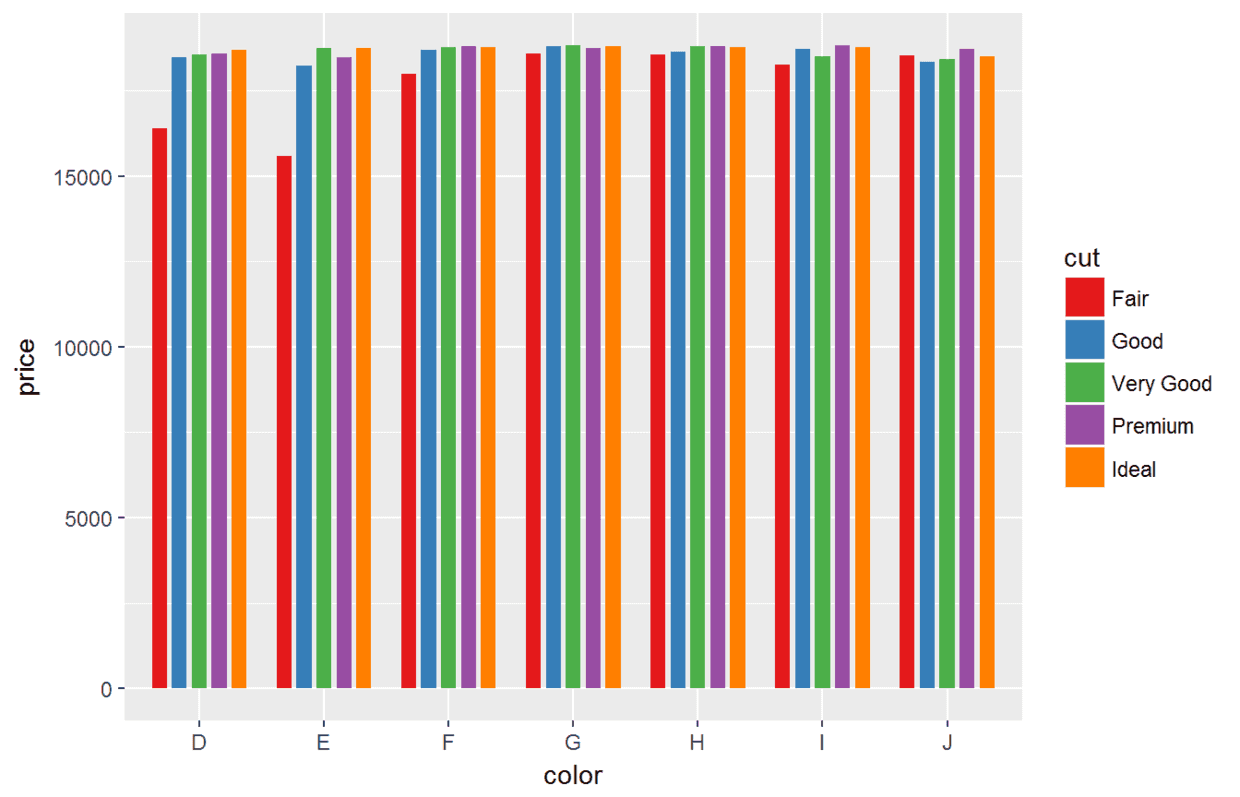 15000
10000
5000
0
price
D E F G H I J
color
cut
Fair
Good
Very Good
Premium
Ideal